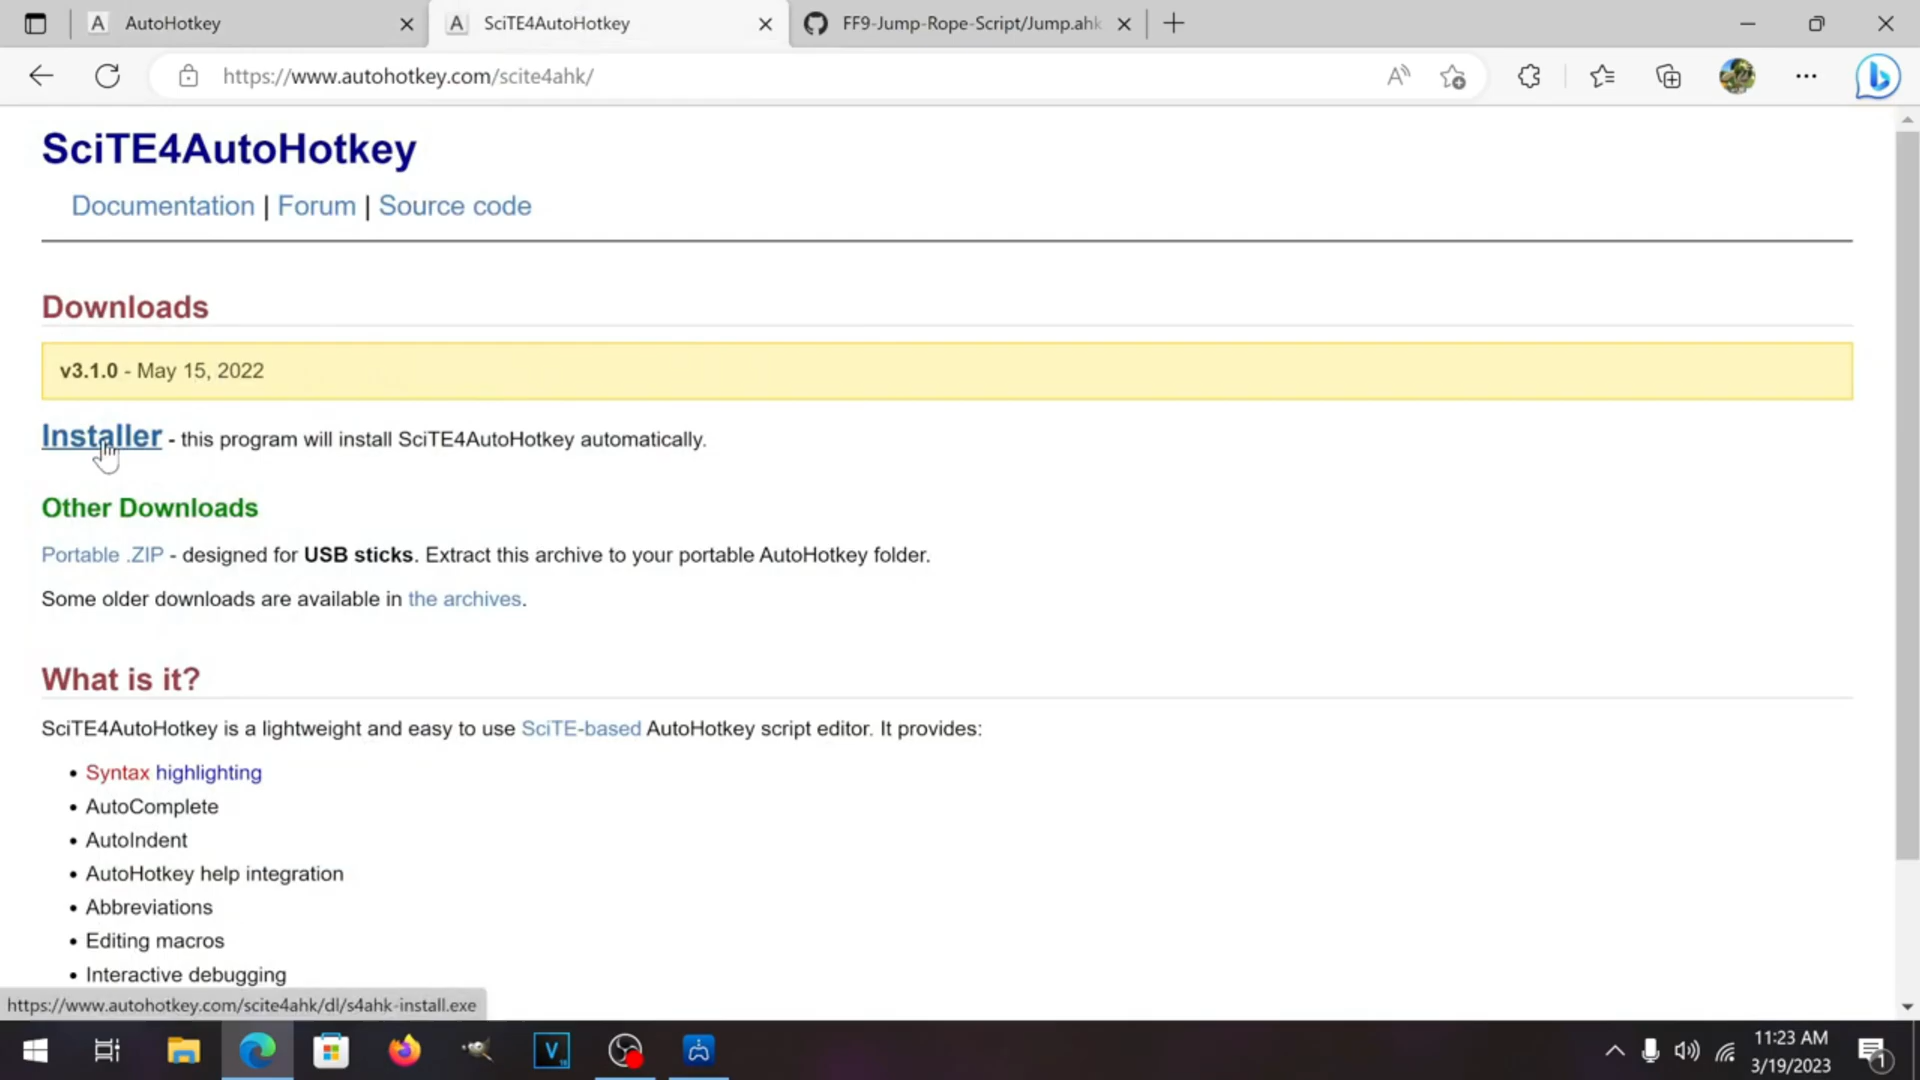 AutoHotkey
SciTE4AutoHotkey
FF9-Jump-Rope-Script/Jump.ahk
https://www.autohotkey.com/scite4ahk/
SciTE4AutoHotkey
Documentation | Forum | Source code
Downloads
v3.1.0 - May 15, 2022
Installer - this program will install SciTE4AutoHotkey automatically.
Other Downloads
Portable .ZIP - designed for USB sticks. Extract this archive to your portable AutoHotkey folder.
Some older downloads are available in the archives.
What is it?
SciTE4AutoHotkey is a lightweight and easy to use SciTE-based AutoHotkey script editor. It provides:
• Syntax highlighting
• AutoComplete
• AutoIndent
• AutoHotkey help integration
• Abbreviations
• Editing macros
• Interactive debugging
https://www.autohotkey.com/scite4ahk/dl/s4ahk-install.exe
11:23 AM
3/19/2023
1